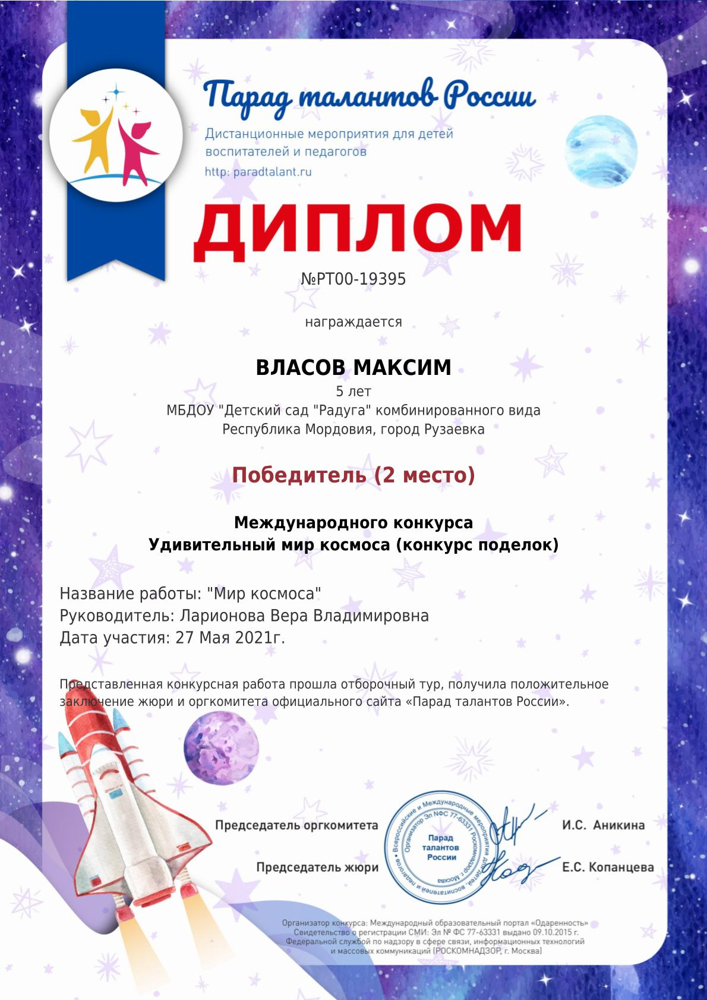 Парад талантов России
Дистанционные мероприятия для детей
воспитателей и педагогов
http: paradtalant.ru
ДИПЛОМ
№РТ00-19395
награждается
ВЛАСОВ МАКСИМ
5 лет
МБДОУ "Детский сад "Радуга" комбинированного вида
Республика Мордовия, город Рузаевка
Победитель (2 место)
Международного конкурса
Удивительный мир космоса (конкурс поделок)
Название работы: "Мир космоса"
Руководитель: Ларионова Вера Владимировна
Дата участия: 27 Мая 2021г.
Представленная конкурсная работа прошла отборочный тур, получила положительное
заключение жюри и оргкомитета официального сайта «Парад талантов России».
Председатель оргкомитета
И.С. Аникина
Председатель жюри
Е.С. Копанцева
Всероссийские и Международные мероприятия для детей, воспитателей и педагогов •
Организатор Эл №ФС 77-63331 Роскомнадзор г. Москва
Парад
талантов
России
Организатор конкурса: Международный образовательный портал «Одаренность»
Свидетельство о регистрации СМИ: Эл № ФС 77-63331 выдано 09.10.2015 г.
Федеральной службой по надзору в сфере связи, информационных технологий
и массовых коммуникаций (РОСКОМНАДЗОР, г. Москва)